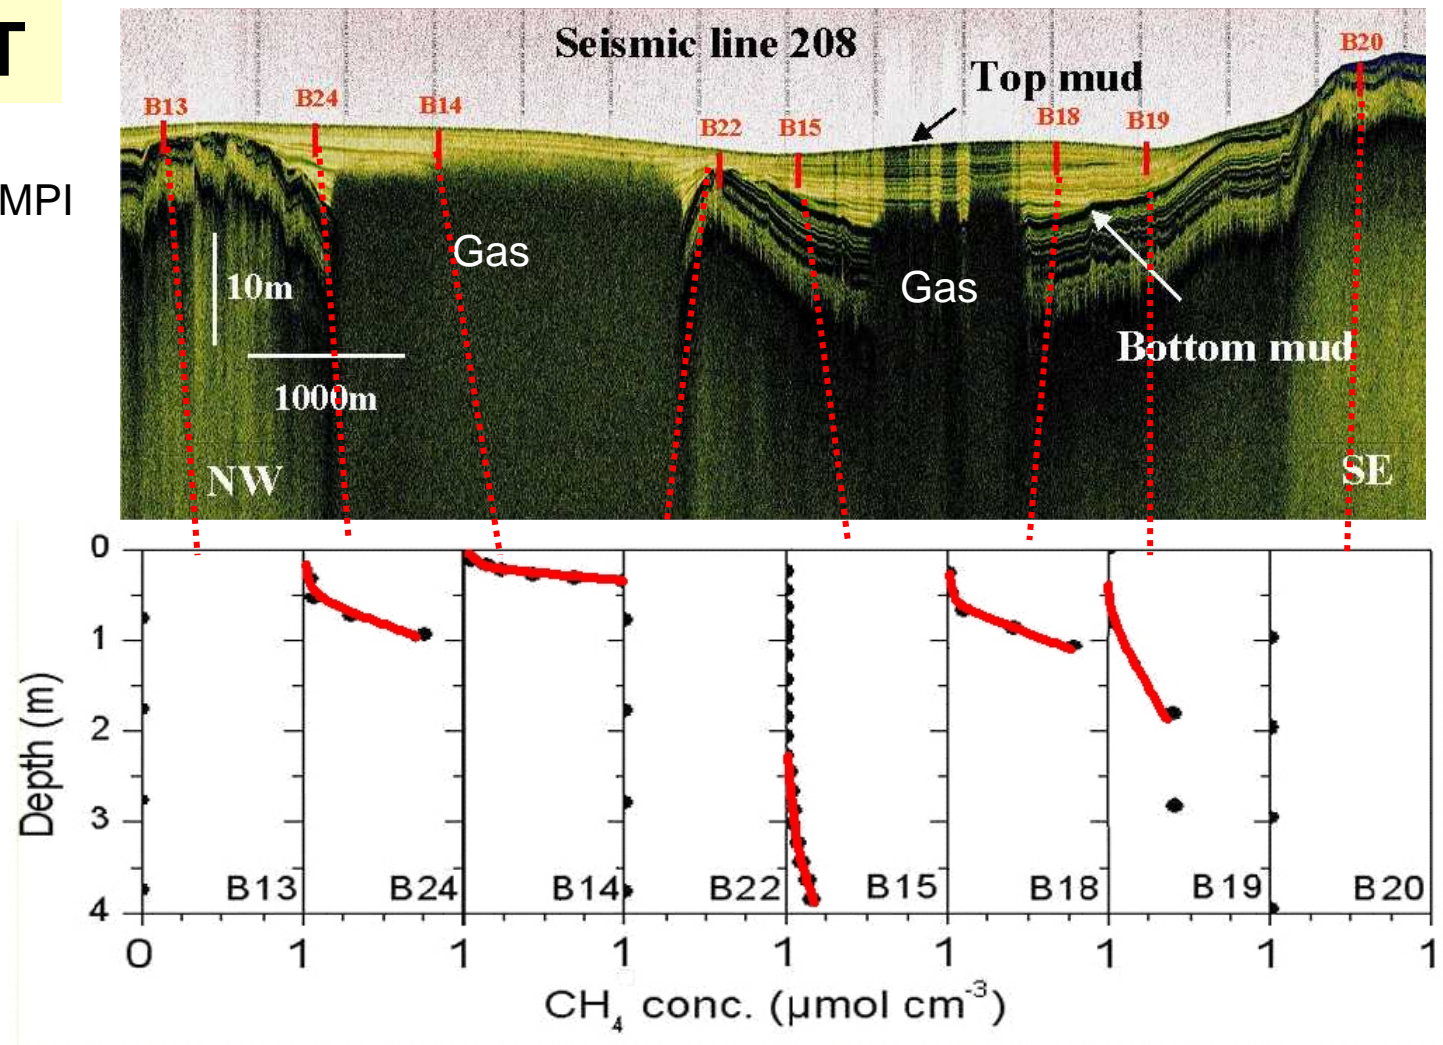 T
MPI
Seismic line 208
Top mud
B13
B24
B14
B22
B15
B18
B19
B20
Gas
Gas
10m
1000m
Bottom mud
NW
SE
Depth (m)
0
1
2
3
4
B13
B24
B14
B22
B15
B18
B19
B20
0 1 1 1 1 1 1 1 1
CH₄ conc. (µmol cm⁻³)